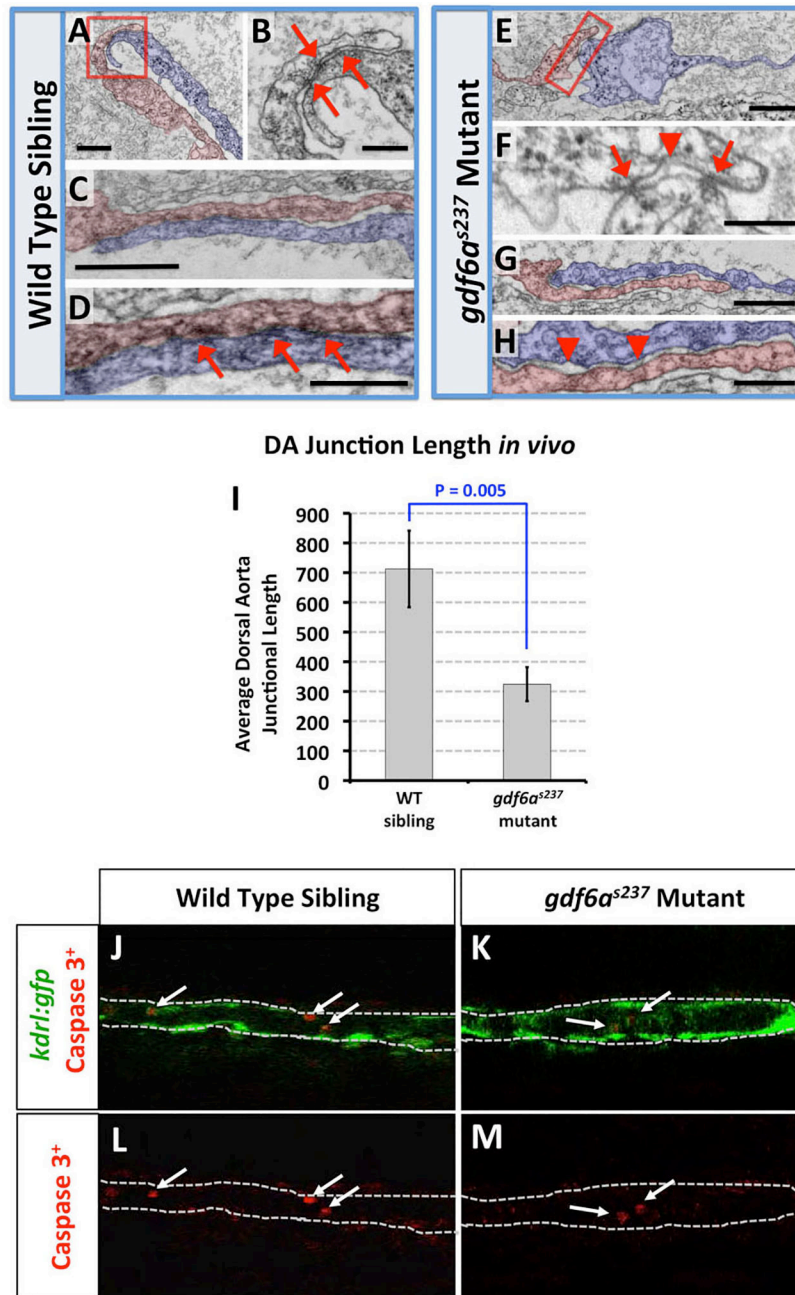 Wild Type Sibling
A
B
C
D
gdf6a^s237 Mutant
E
F
G
H
DA Junction Length in vivo
I
P = 0.005
Average Dorsal Aorta
Junctional Length
900
800
700
600
500
400
300
200
100
0
WT
sibling
gdf6a^s237
mutant
Wild Type Sibling
gdf6a^s237 Mutant
kdrl:gfp
Caspase 3⁺
J
K
Caspase 3⁺
L
M